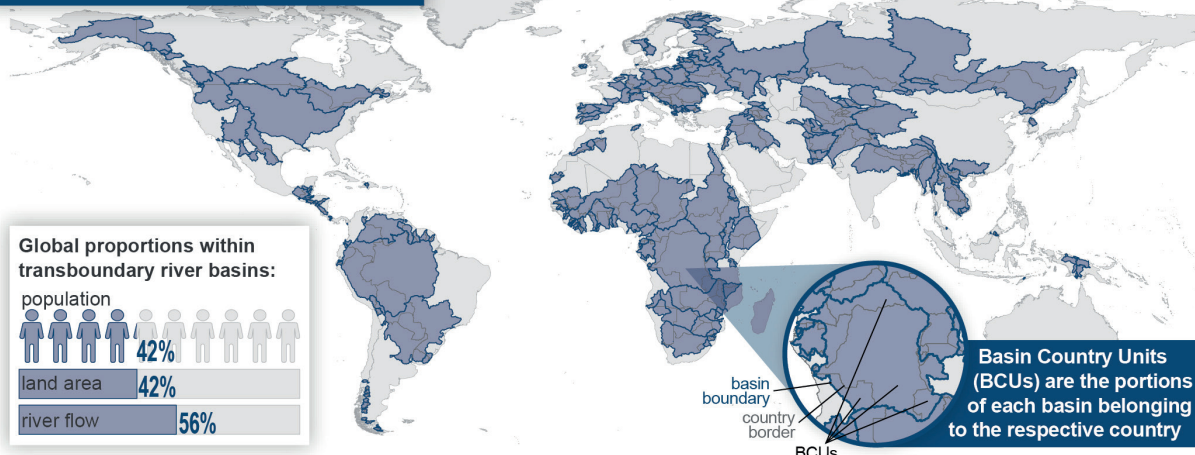 Global proportions within
transboundary river basins:
population
42%
land area
42%
river flow
56%
basin
boundary
country
border
BCUs
Basin Country Units
(BCUs) are the portions
of each basin belonging
to the respective country